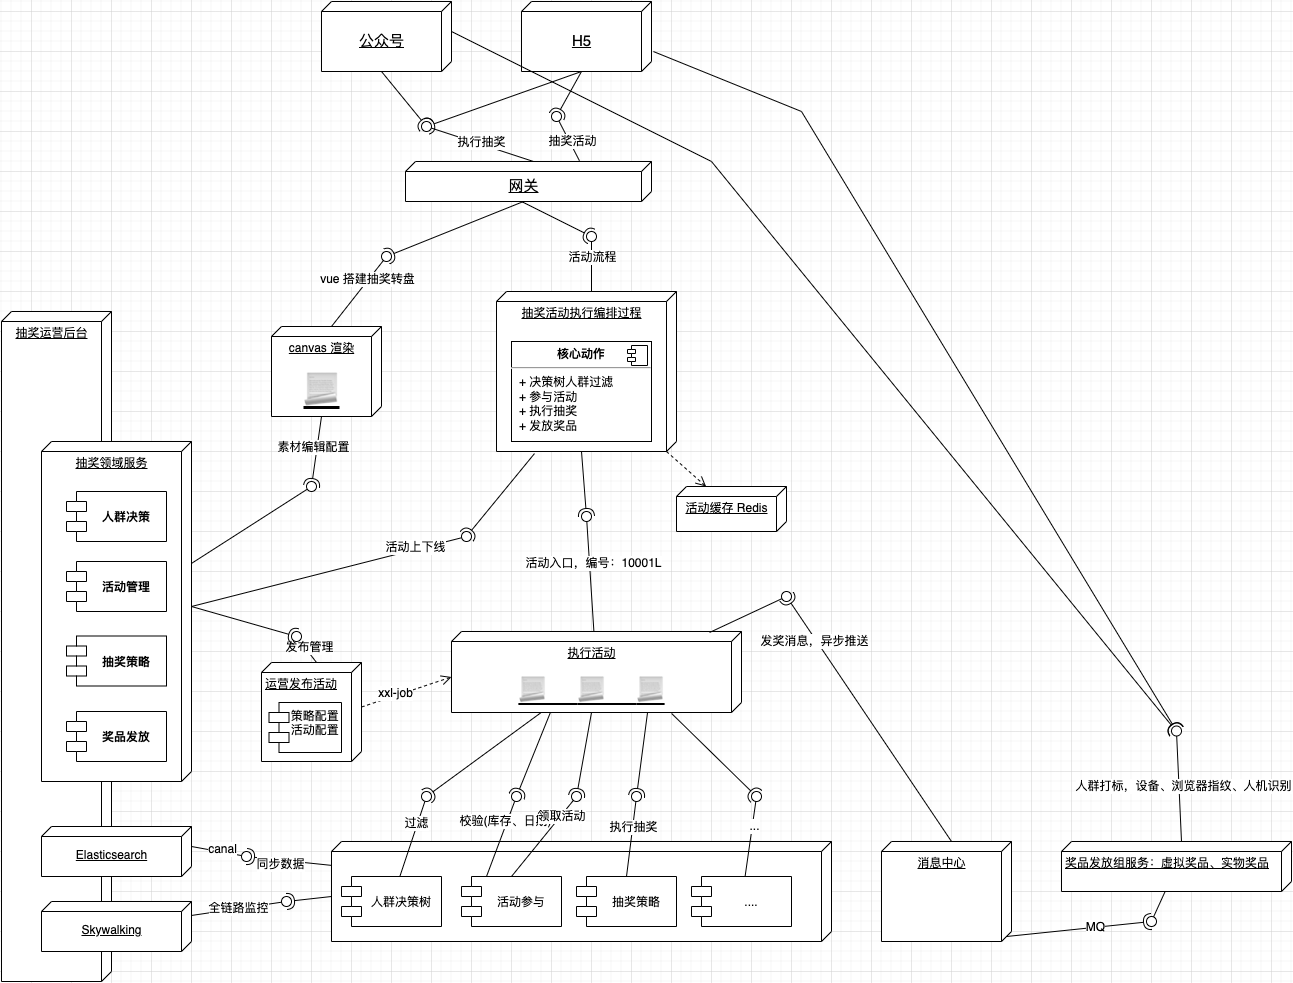 公众号
H5
执行抽奖
抽奖活动
网关
活动流程
vue 搭建抽奖转盘
抽奖活动执行编排过程
核心动作
+ 决策树人群过滤
+ 参与活动
+ 执行抽奖
+ 发放奖品
抽奖运营后台
canvas 渲染
素材编辑配置
抽奖领域服务
人群决策
活动管理
抽奖策略
奖品发放
活动缓存 Redis
活动上下线
活动入口，编号：10001L
发布管理
运营发布活动
策略配置
活动配置
xxl-job
执行活动
发奖消息，异步推送
过滤
校验(库存、日
领取活动
执行抽奖
...
人群打标，设备、浏览器指纹、人机识别
Elasticsearch
canal
同步数据
Skywalking
全链路监控
人群决策树
活动参与
抽奖策略
....
消息中心
奖品发放组服务：虚拟奖品、实物奖品
MQ